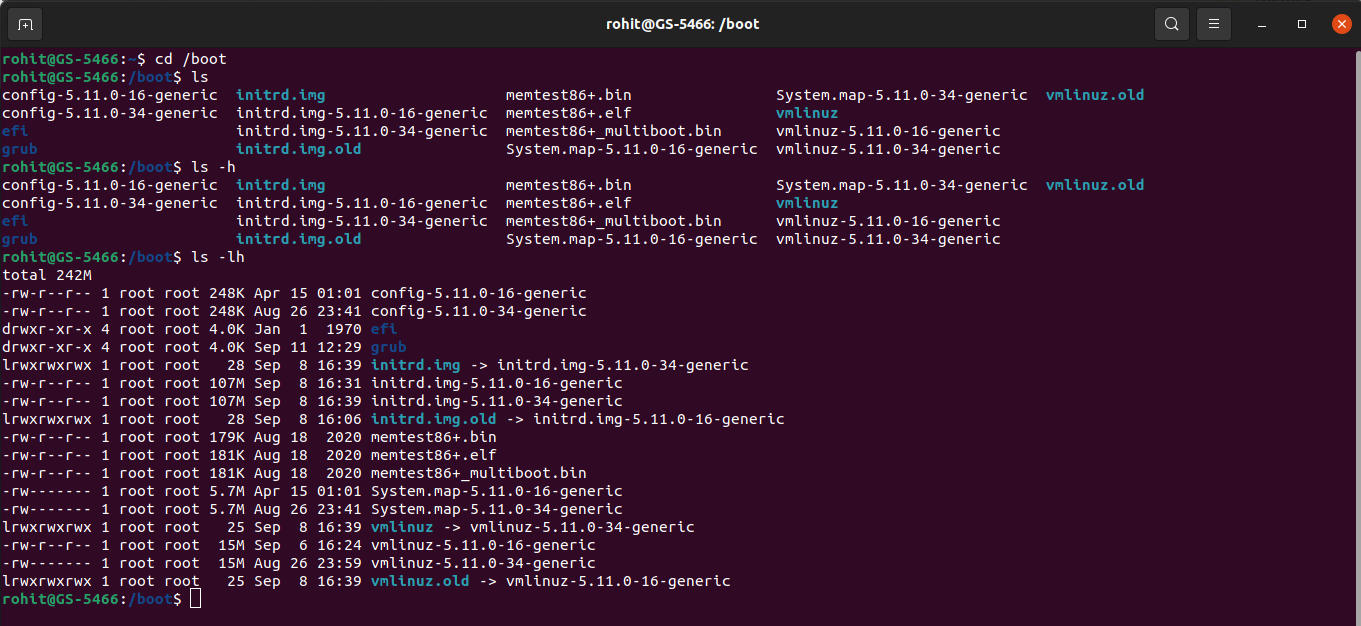 rohit@GS-5466: /boot
rohit@GS-5466:~$ cd /boot
rohit@GS-5466:/boot$ ls
config-5.11.0-16-generic  initrd.img                    memtest86+.bin                System.map-5.11.0-34-generic  vmlinuz.old
config-5.11.0-34-generic  initrd.img-5.11.0-16-generic  memtest86+.elf                vmlinuz
efi                       initrd.img-5.11.0-34-generic  memtest86+_multiboot.bin      vmlinuz-5.11.0-16-generic
grub                      initrd.img.old                System.map-5.11.0-16-generic  vmlinuz-5.11.0-34-generic
rohit@GS-5466:/boot$ ls -h
config-5.11.0-16-generic  initrd.img                    memtest86+.bin                System.map-5.11.0-34-generic  vmlinuz.old
config-5.11.0-34-generic  initrd.img-5.11.0-16-generic  memtest86+.elf                vmlinuz
efi                       initrd.img-5.11.0-34-generic  memtest86+_multiboot.bin      vmlinuz-5.11.0-16-generic
grub                      initrd.img.old                System.map-5.11.0-16-generic  vmlinuz-5.11.0-34-generic
rohit@GS-5466:/boot$ ls -lh
total 242M
-rw-r--r-- 1 root root 248K Apr 15 01:01 config-5.11.0-16-generic
-rw-r--r-- 1 root root 248K Aug 26 23:41 config-5.11.0-34-generic
drwxr-xr-x 4 root root 4.0K Jan  1  1970 efi
drwxr-xr-x 4 root root 4.0K Sep 11 12:29 grub
lrwxrwxrwx 1 root root   28 Sep  8 16:39 initrd.img -> initrd.img-5.11.0-34-generic
-rw-r--r-- 1 root root 107M Sep  8 16:31 initrd.img-5.11.0-16-generic
-rw-r--r-- 1 root root 107M Sep  8 16:39 initrd.img-5.11.0-34-generic
lrwxrwxrwx 1 root root   28 Sep  8 16:06 initrd.img.old -> initrd.img-5.11.0-16-generic
-rw-r--r-- 1 root root 179K Aug 18  2020 memtest86+.bin
-rw-r--r-- 1 root root 181K Aug 18  2020 memtest86+.elf
-rw-r--r-- 1 root root 181K Aug 18  2020 memtest86+_multiboot.bin
-rw------- 1 root root 5.7M Apr 15 01:01 System.map-5.11.0-16-generic
-rw------- 1 root root 5.7M Aug 26 23:41 System.map-5.11.0-34-generic
lrwxrwxrwx 1 root root   25 Sep  8 16:39 vmlinuz -> vmlinuz-5.11.0-34-generic
-rw-r--r-- 1 root root  15M Sep  6 16:24 vmlinuz-5.11.0-16-generic
-rw------- 1 root root  15M Aug 26 23:59 vmlinuz-5.11.0-34-generic
lrwxrwxrwx 1 root root   25 Sep  8 16:39 vmlinuz.old -> vmlinuz-5.11.0-16-generic
rohit@GS-5466:/boot$